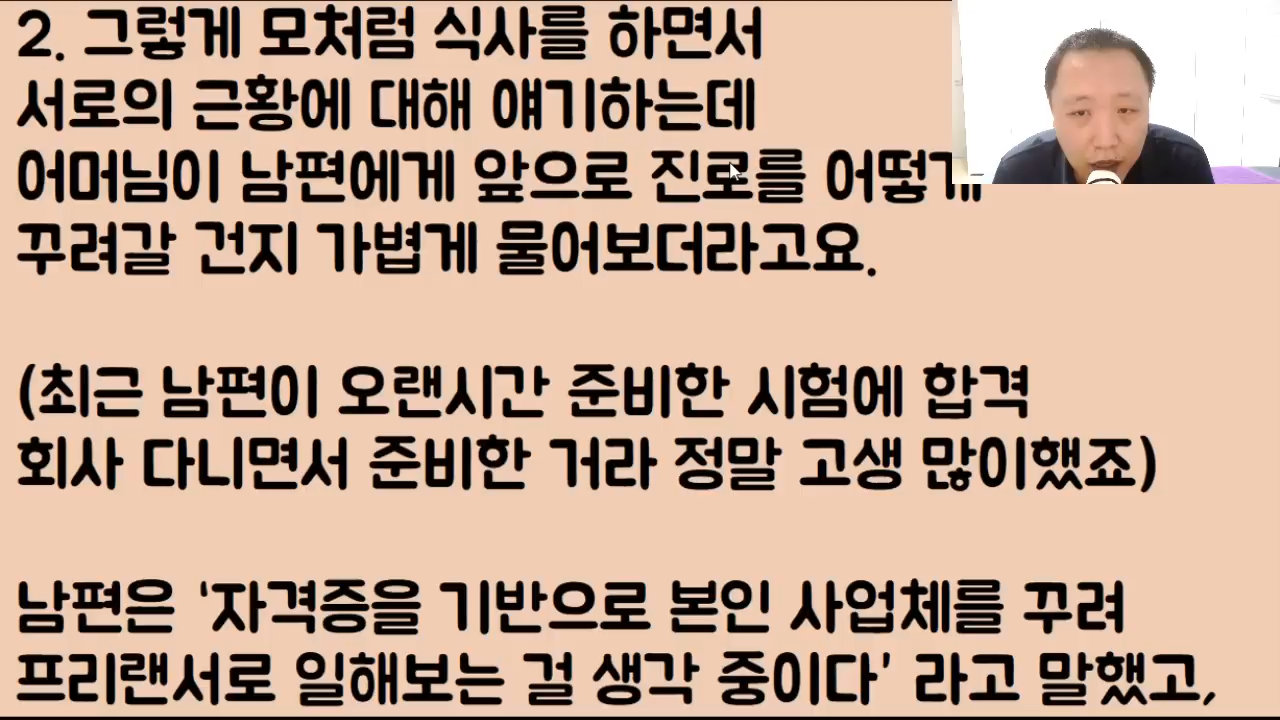 2. 그렇게 모처럼 식사를 하면서
서로의 근황에 대해 얘기하는데
어머님이 남편에게 앞으로 진로를 어떻게
꾸려갈 건지 가볍게 물어보더라고요.
(최근 남편이 오랜시간 준비한 시험에 합격
회사 다니면서 준비한 거라 정말 고생 많이했죠)
남편은 '자격증을 기반으로 본인 사업체를 꾸려
프리랜서로 일해보는 걸 생각 중이다' 라고 말했고,